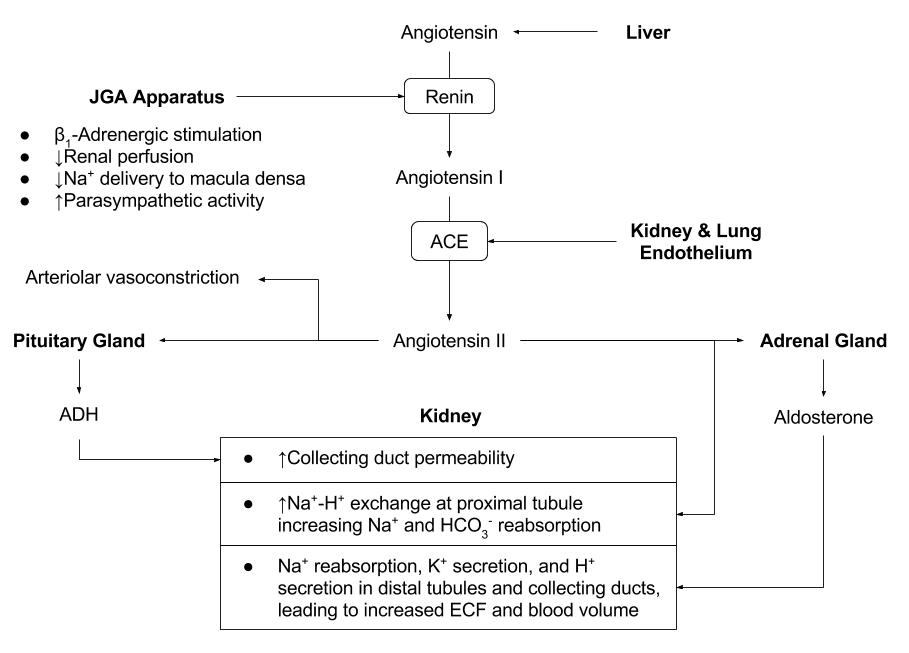 Angiotensin
Liver
JGA Apparatus
Renin
● β₁-Adrenergic stimulation
● ↓Renal perfusion
● ↓Na⁺ delivery to macula densa
● ↑Parasympathetic activity
Angiotensin I
ACE
Kidney & Lung
Endothelium
Arteriolar vasoconstriction
Pituitary Gland
Angiotensin II
Adrenal Gland
ADH
Kidney
Aldosterone
● ↑Collecting duct permeability
● ↑Na⁺-H⁺ exchange at proximal tubule
increasing Na⁺ and HCO₃⁻ reabsorption
● Na⁺ reabsorption, K⁺ secretion, and H⁺
secretion in distal tubules and collecting ducts,
leading to increased ECF and blood volume